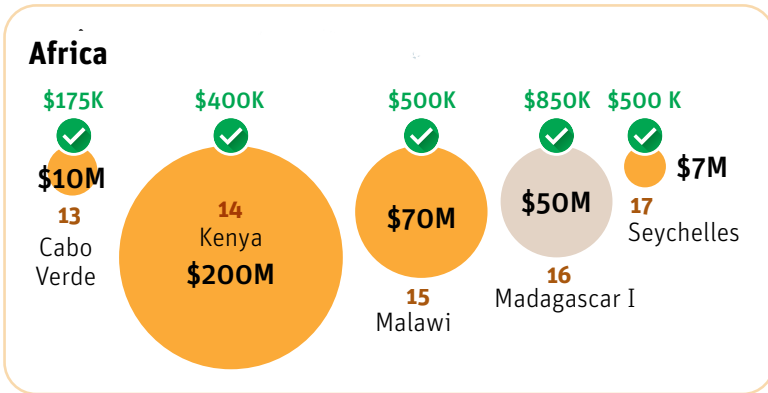 Africa
$175K
$400K
$500K
$850K
$500 K
$10M
13
Cabo
Verde
14
Kenya
$200M
$70M
15
Malawi
$50M
16
Madagascar I
$7M
17
Seychelles